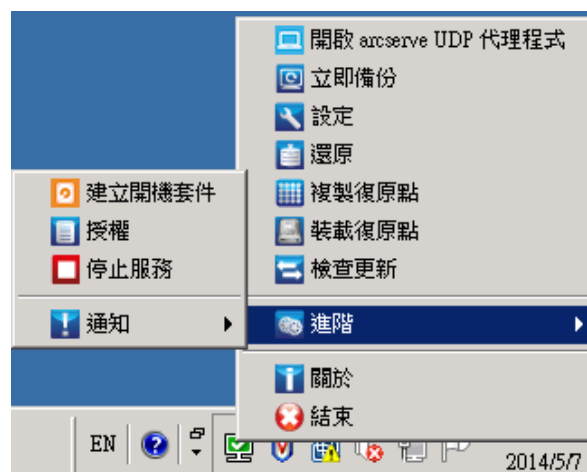 開啟 arcserve UDP 代理程式
立即備份
設定
還原
複製復原點
裝載復原點
檢查更新
進階
關於
結束
建立開機套件
授權
停止服務
通知
EN
2014/5/7